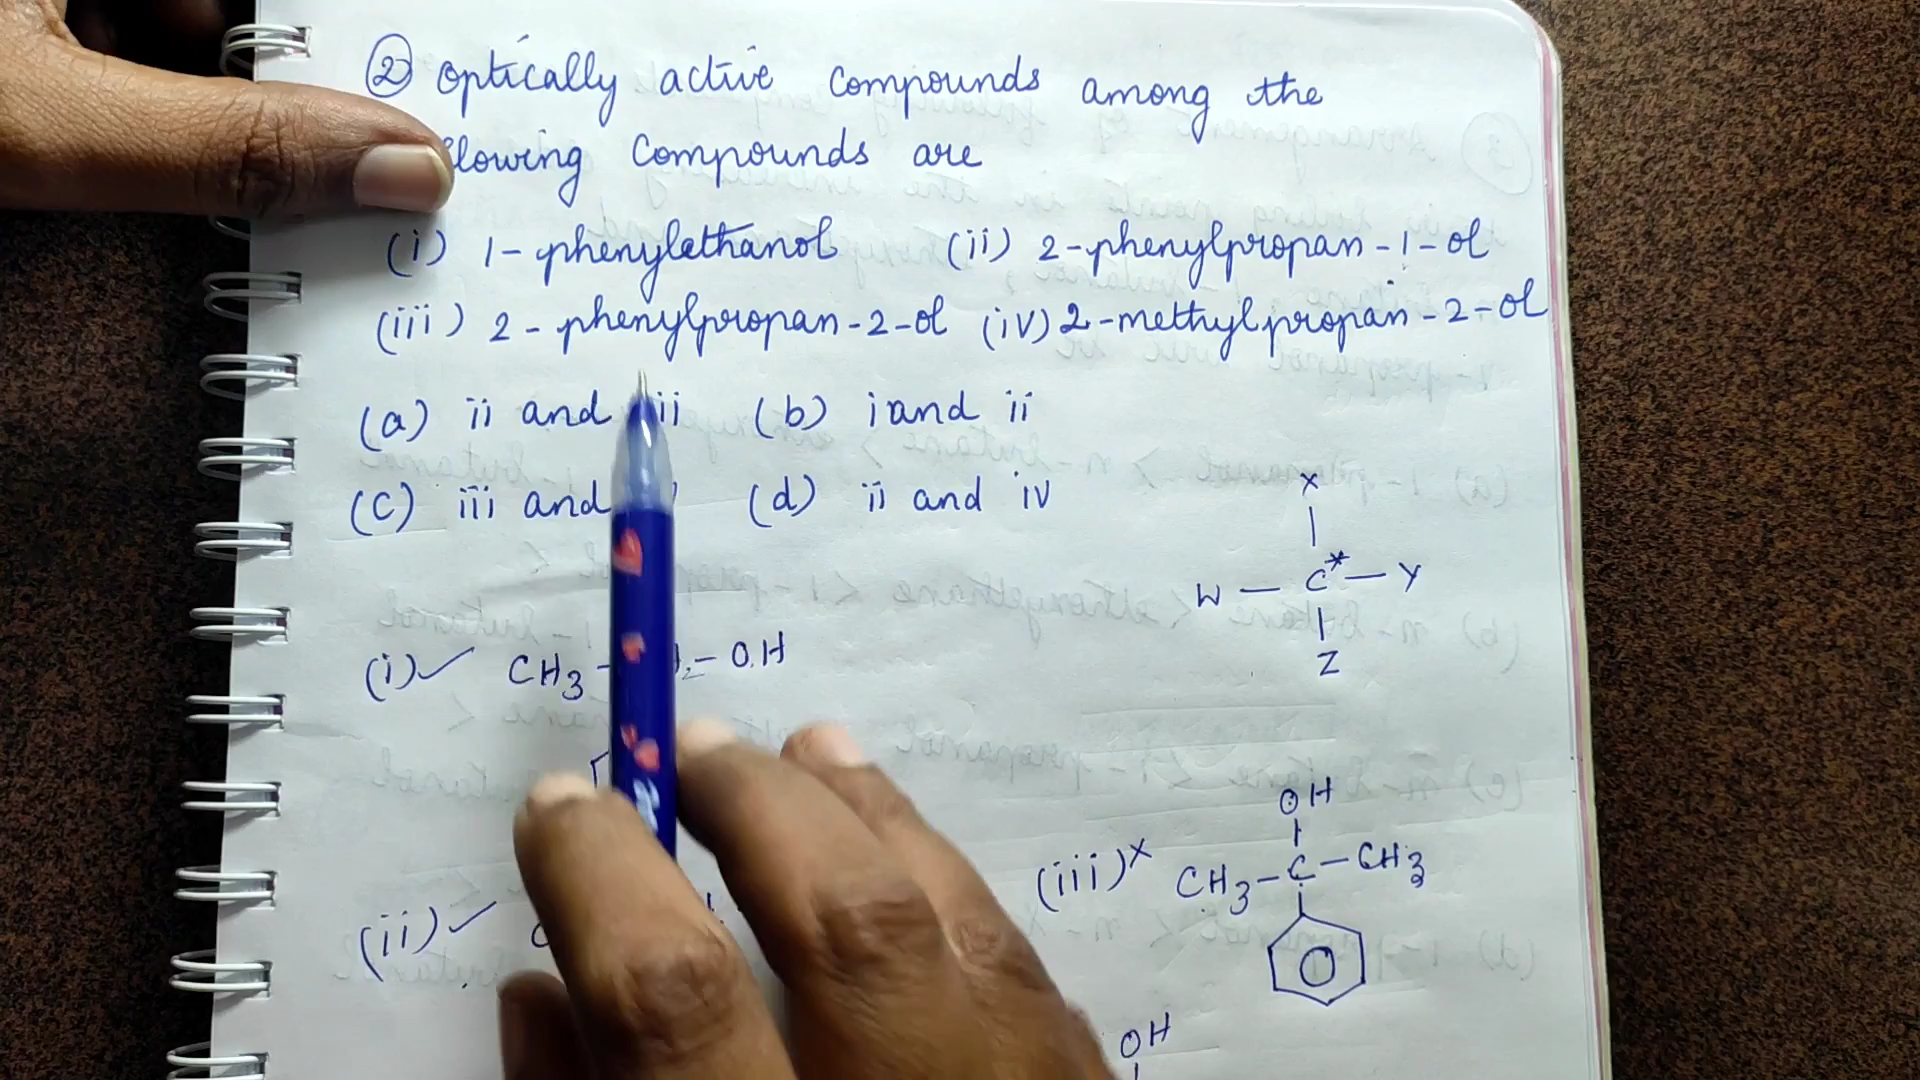 ② Optically active compounds among the
llowing compounds are
(i) 1-phenylethanol (ii) 2-phenylpropan-1-ol
(iii) 2-phenylpropan-2-ol (iv) 2-methylpropan-2-ol
(a) ii and iii (b) i and ii
(c) iii and (d) ii and iv
X
|
W — C* — Y
|
Z
(i) ✓ CH3 – – OH
OH
|
(iii)× CH3 – C – CH3
(ii) ✓
OH